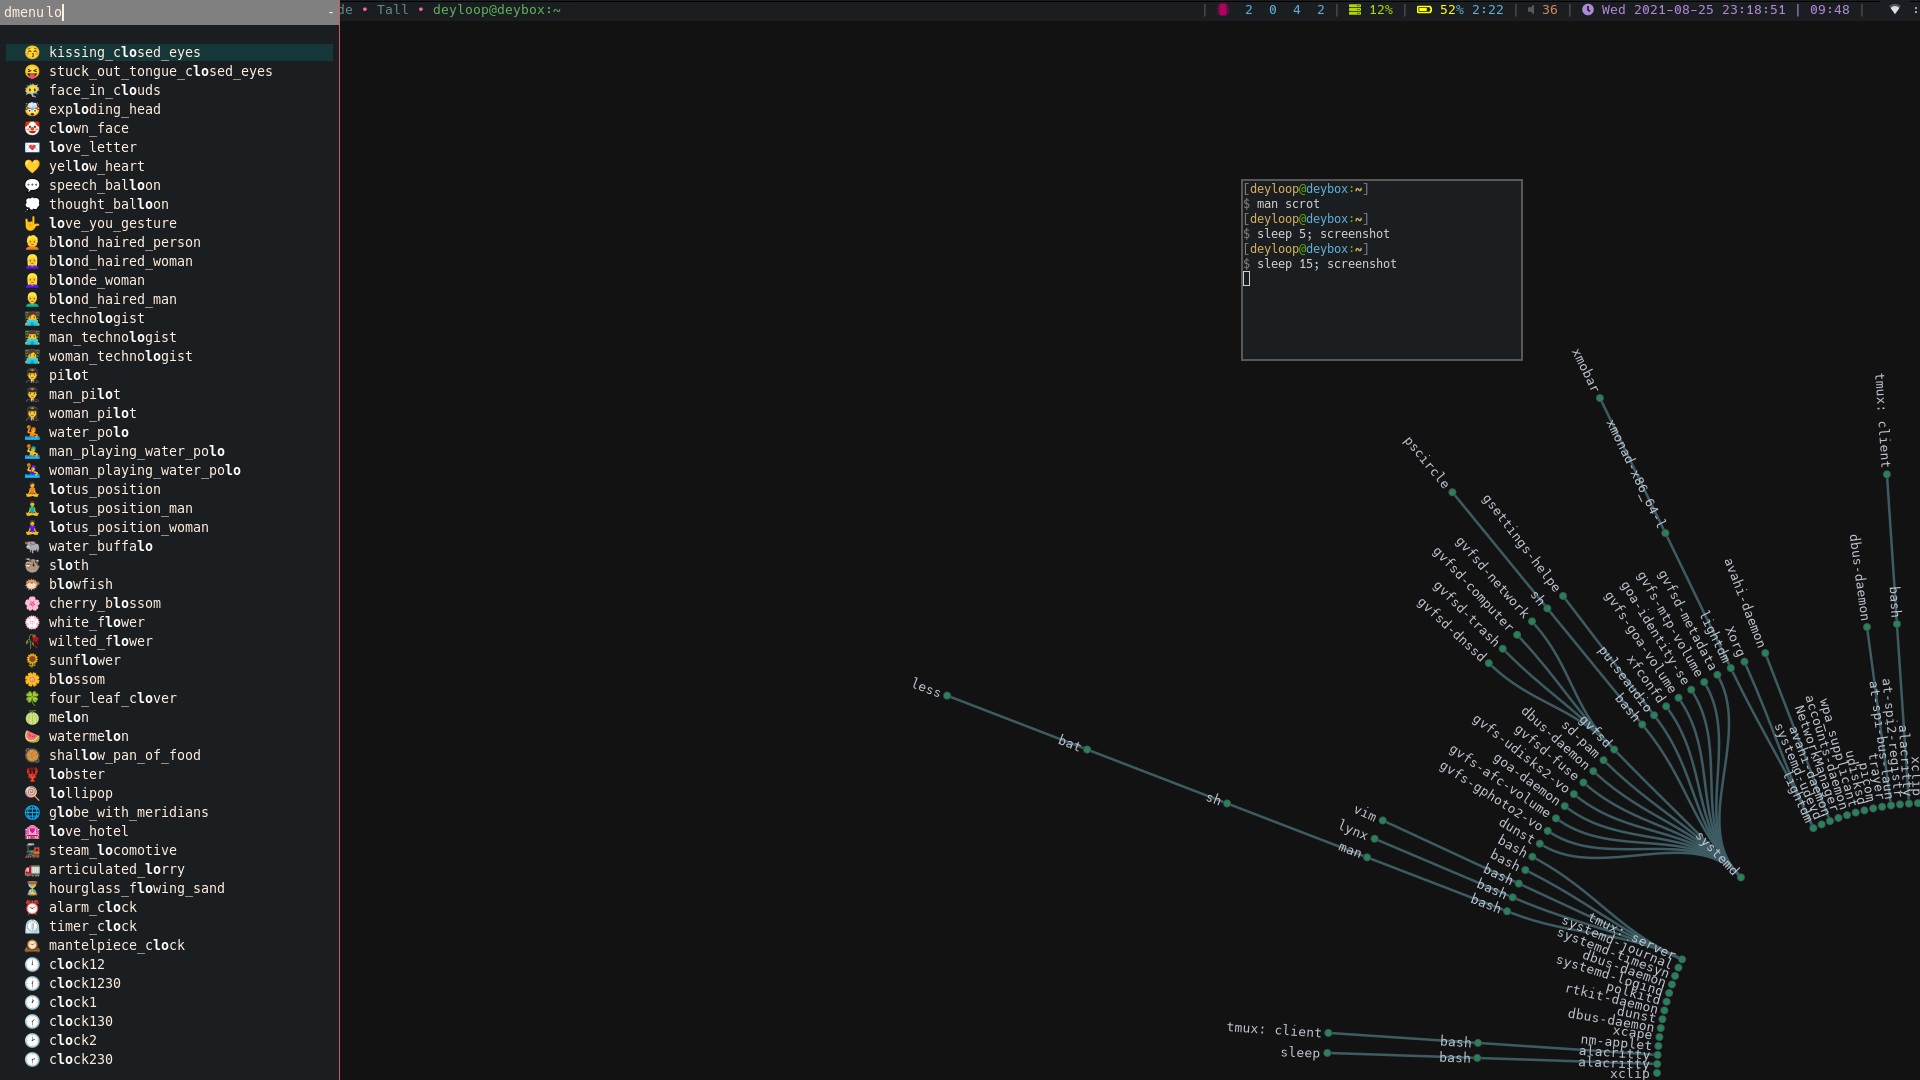 dmenu lo -
de • Tall • deyloop@deybox:~ | 2 0 4 2 | 12% | 52% 2:22 | 36 | Wed 2021-08-25 23:18:51 | 09:48 |
kissing_closed_eyes
stuck_out_tongue_closed_eyes
face_in_clouds
exploding_head
clown_face
love_letter
yellow_heart
speech_balloon
thought_balloon
love_you_gesture
blond_haired_person
blond_haired_woman
blonde_woman
blond_haired_man
technologist
man_technologist
woman_technologist
pilot
man_pilot
woman_pilot
water_polo
man_playing_water_polo
woman_playing_water_polo
lotus_position
lotus_position_man
lotus_position_woman
water_buffalo
sloth
blowfish
cherry_blossom
white_flower
wilted_flower
sunflower
blossom
four_leaf_clover
melon
watermelon
shallow_pan_of_food
lobster
lollipop
globe_with_meridians
love_hotel
steam_locomotive
articulated_lorry
hourglass_flowing_sand
alarm_clock
timer_clock
mantelpiece_clock
clock12
clock1230
clock1
clock130
clock2
clock230
[deyloop@deybox:~]
$ man scrot
[deyloop@deybox:~]
$ sleep 5; screenshot
[deyloop@deybox:~]
$ sleep 15; screenshot
xmobar
xmonad-x86_64-l
tmux: client
pscircle
gsettings-helpe
sh
gvfsd-network
gvfsd-computer
gvfsd-trash
gvfsd-dnssd
gvfsd-metadata
gvfs-mtp-volume
goa-identity-se
gvfs-goa-volume
xfconfd
pulseaudio
bash
lightdm
Xorg
avahi-daemon
dbus-daemon
bash
at-spi2-registr
at-spi-bus-laun
alacritty
xclip
wpa_supplicant
accounts-daemon
NetworkManager
avahi-daemon
systemd-udevd
lightdm
udisksd
trayer
less
bat
sh
gvfsd
sd-pam
dbus-daemon
gvfsd-fuse
gvfs-udisks2-vo
goa-daemon
gvfs-afc-volume
gvfs-gphoto2-vo
dunst
systemd
vim
lynx
man
bash
bash
bash
bash
bash
tmux: server
systemd-journal
systemd-timesyn
dbus-daemon
systemd-logind
polkitd
rtkit-daemon
dunst
dbus-daemon
xcape
nm-applet
tmux: client
bash
alacritty
sleep
bash
alacritty
xclip